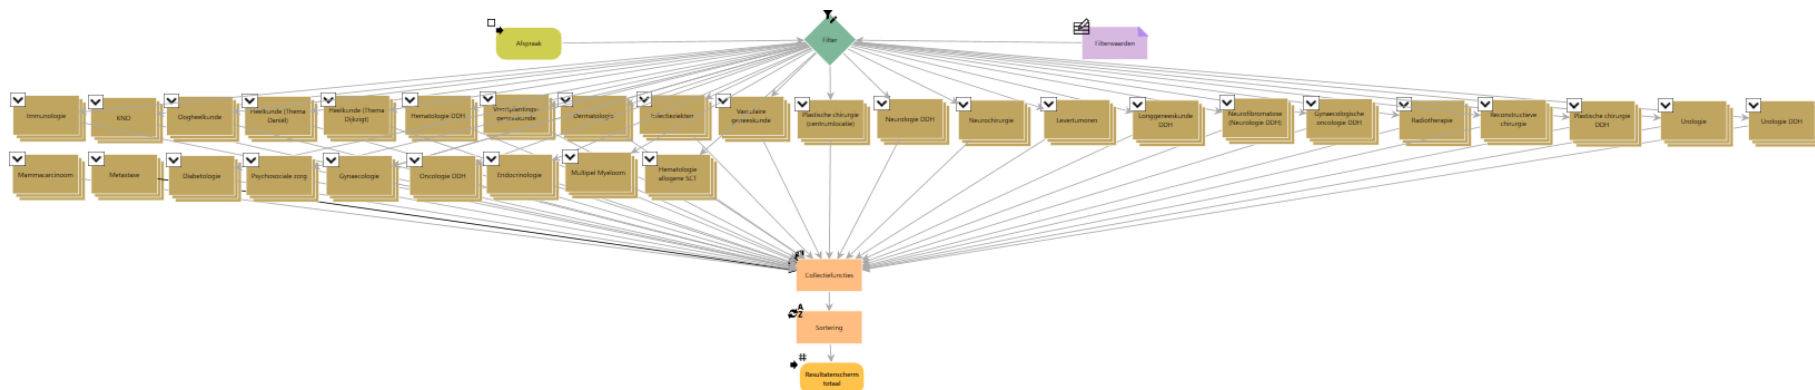 Afspraak
Filter
Filterwaarden
Immunologie
KNO
Oogheelkunde
Heelkunde (Thema
Daniel)
Heelkunde (Thema
Dijkzigt)
Hematologie DDH
Dermatologie
Infectieziekten
Vasculaire
geneeskunde
Plastische chirurgie
(centrumlocatie)
Neurologie DDH
Neurochirurgie
Levertumoren
Longgeneeskunde
DDH
Neurofibromatose
(Neurologie DDH)
Gynaecologische
oncologie DDH
Radiotherapie
Reconstructieve
chirurgie
Plastische chirurgie
DDH
Urologie
Urologie DDH
Mammacarcinoom
Metastase
Diabetologie
Psychosociale zorg
Gynaecologie
Oncologie DDH
Endocrinologie
Multipel Myeloom
Hematologie
allogene SCT
Collectiefuncties
A
Z
Sortering
#
Resultatenscherm
totaal